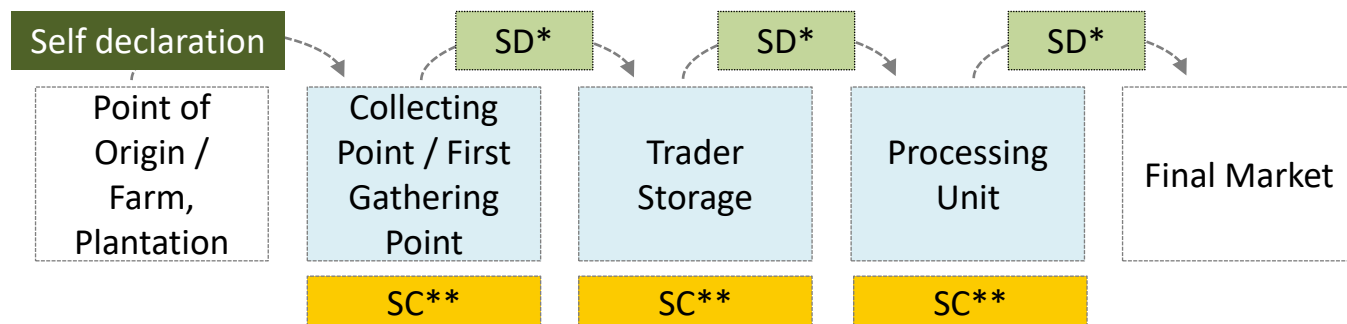 Self declaration
SD*
SD*
SD*
Point of
Origin /
Farm,
Plantation
Collecting
Point / First
Gathering
Point
Trader
Storage
Processing
Unit
Final Market
SC**
SC**
SC**